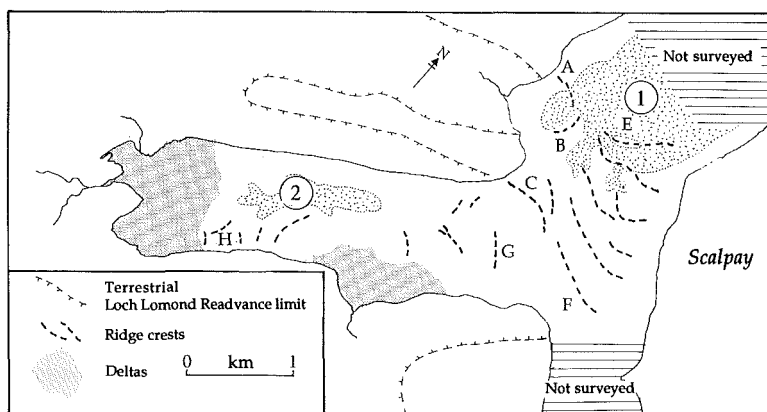 Not surveyed
N
A
1
E
B
2
C
Scalpay
H
G
F
Terrestrial
Loch Lomond Readvance limit
Ridge crests
Deltas
0 km 1
Not surveyed